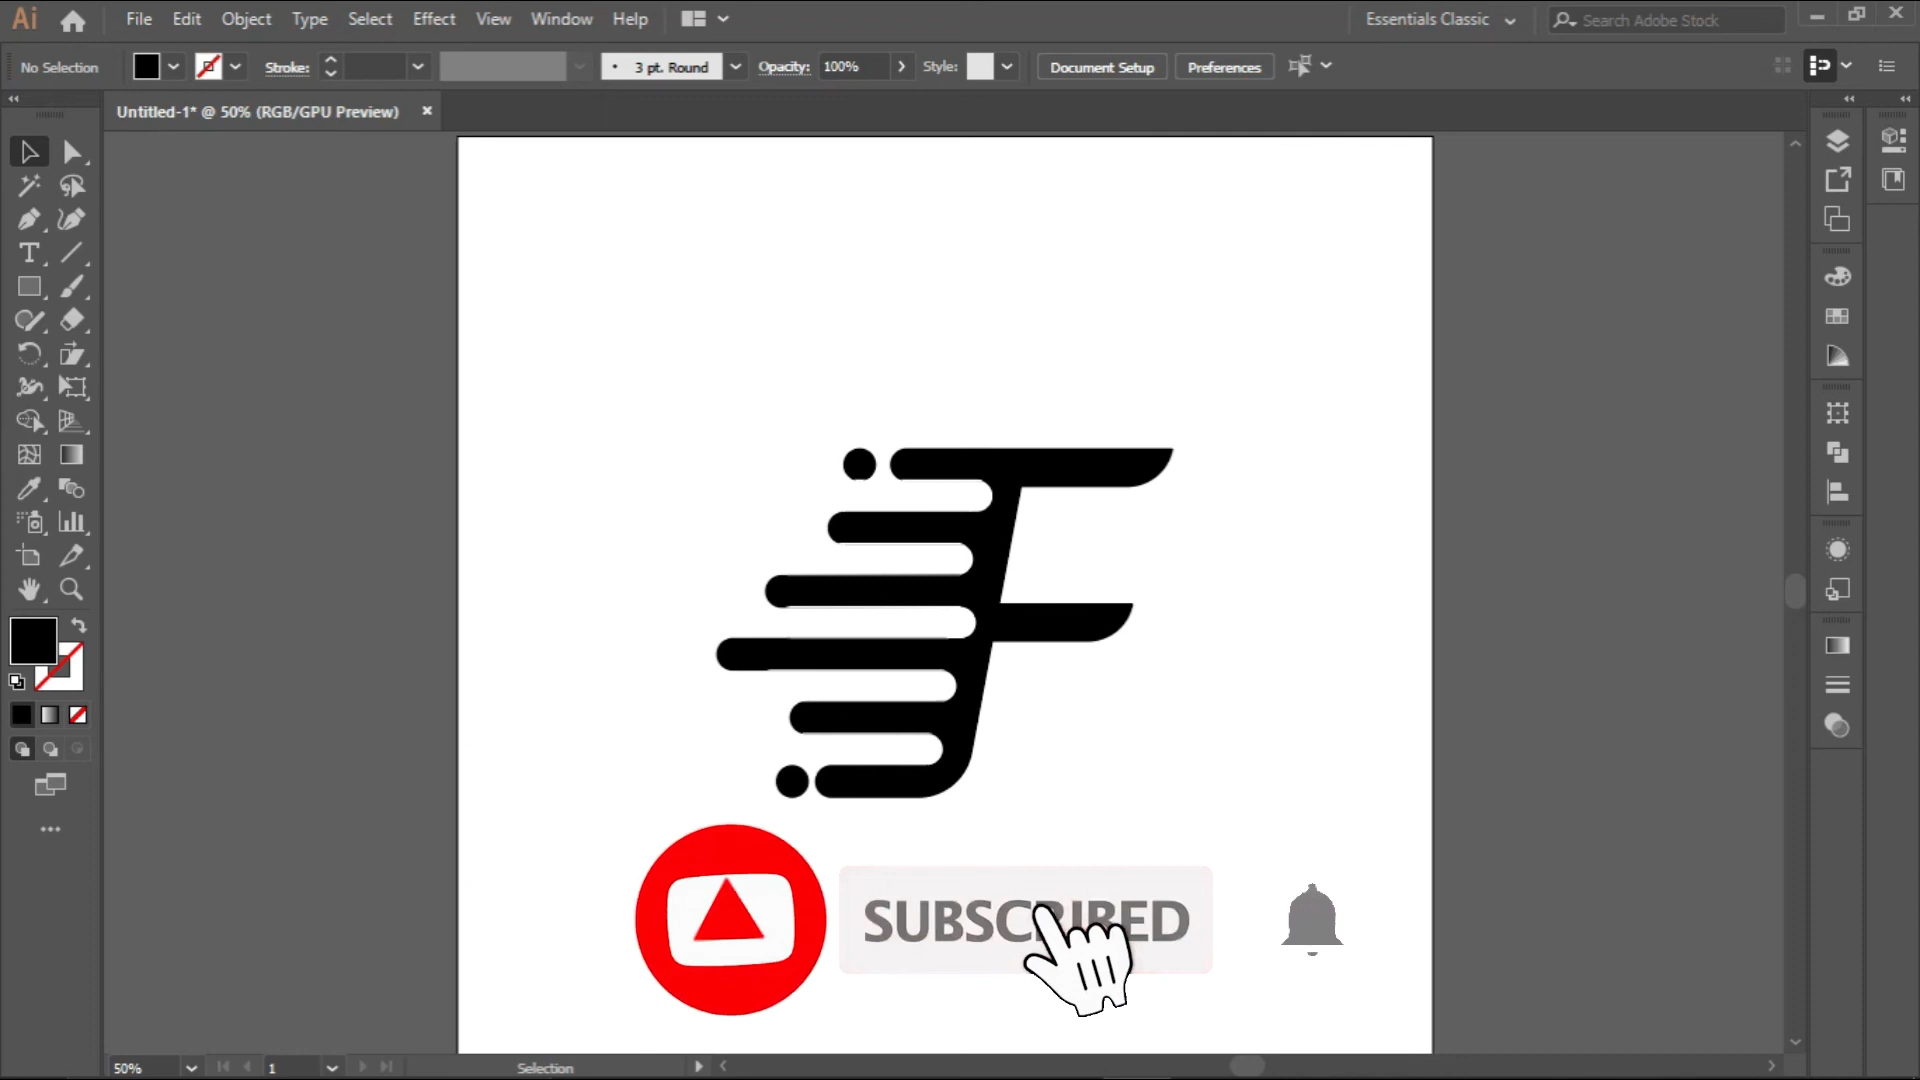 Ai File Edit Object Type Select Effect View Window Help Essentials Classic Search Adobe Stock
No Selection Stroke: 3 pt. Round Opacity: 100% Style: Document Setup Preferences
Untitled-1* @ 50% (RGB/GPU Preview)
F
SUBSCRIBED
50% 1 Selection